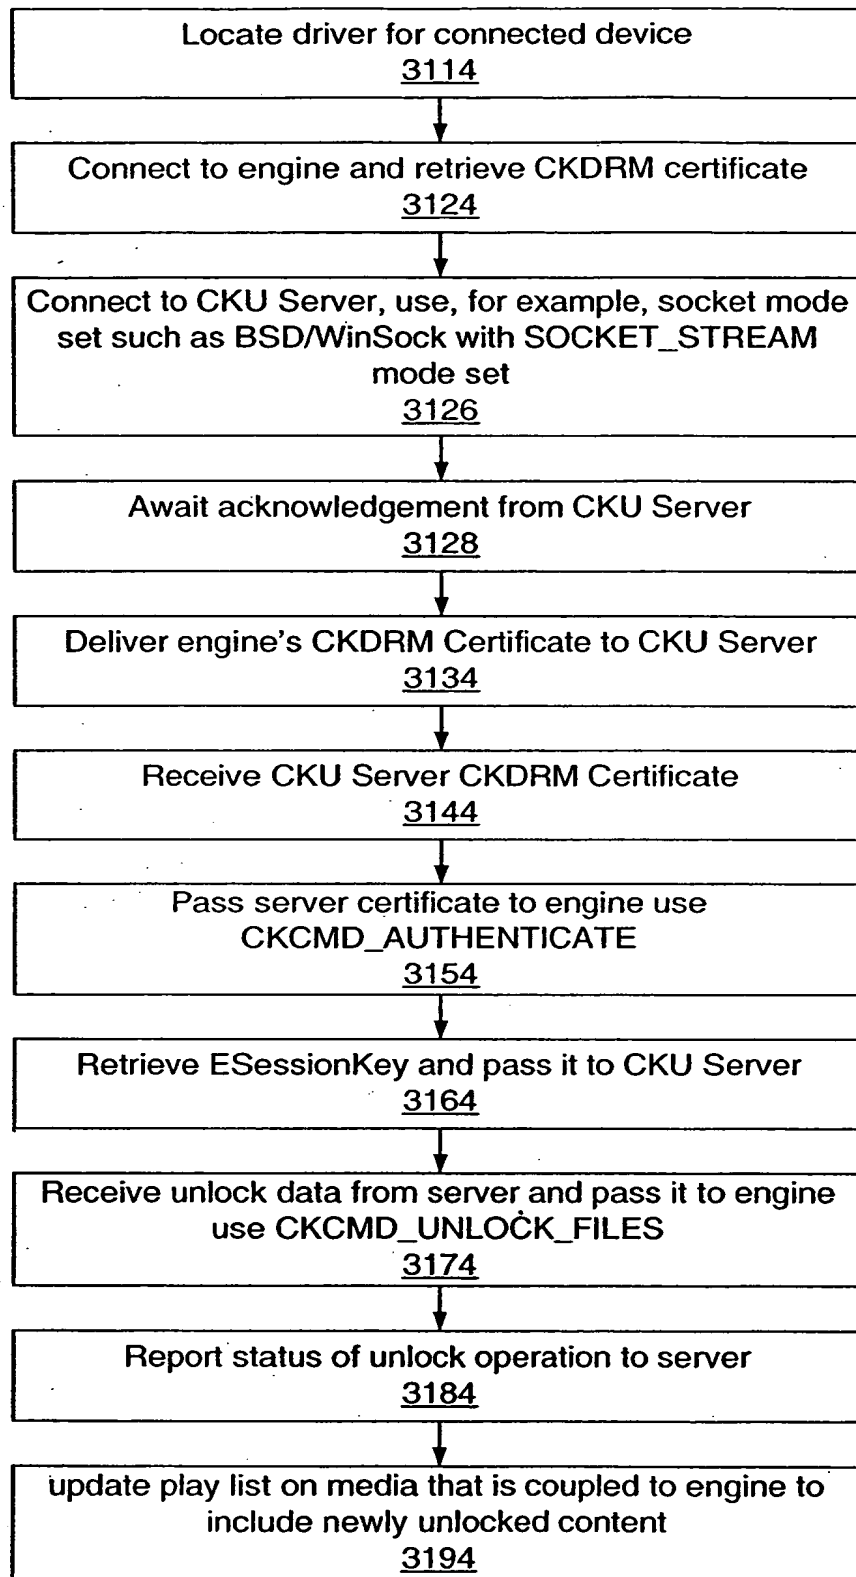 Locate driver for connected device
3114
Connect to engine and retrieve CKDRM certificate
3124
Connect to CKU Server, use, for example, socket mode
set such as BSD/WinSock with SOCKET_STREAM
mode set
3126
Await acknowledgement from CKU Server
3128
Deliver engine's CKDRM Certificate to CKU Server
3134
Receive CKU Server CKDRM Certificate
3144
Pass server certificate to engine use
CKCMD_AUTHENTICATE
3154
Retrieve ESessionKey and pass it to CKU Server
3164
Receive unlock data from server and pass it to engine
use CKCMD_UNLOCK_FILES
3174
Report status of unlock operation to server
3184
update play list on media that is coupled to engine to
include newly unlocked content
3194